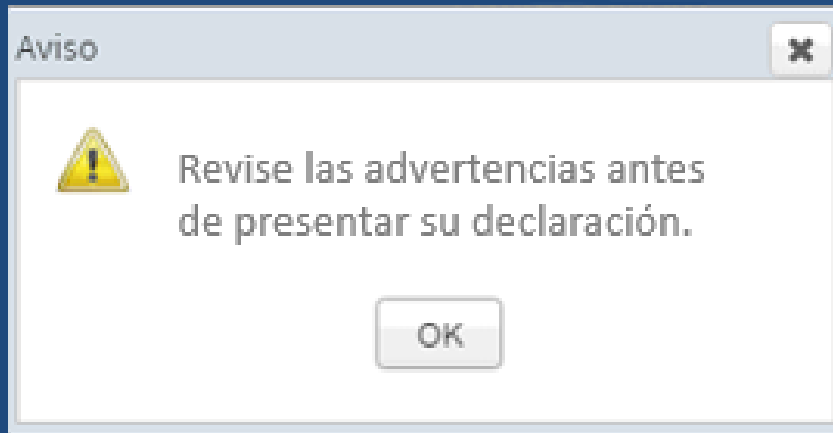 Aviso
Revise las advertencias antes
de presentar su declaración.
OK